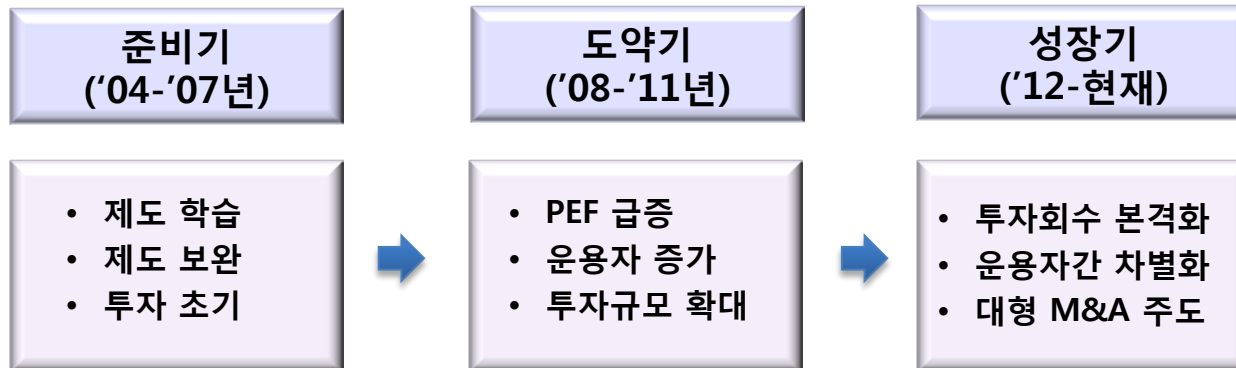 준비기
(‘04-’07년)
• 제도 학습
• 제도 보완
• 투자 초기
도약기
(’08-’11년)
• PEF 급증
• 운용자 증가
• 투자규모 확대
성장기
(’12-현재)
• 투자회수 본격화
• 운용자간 차별화
• 대형 M&A 주도